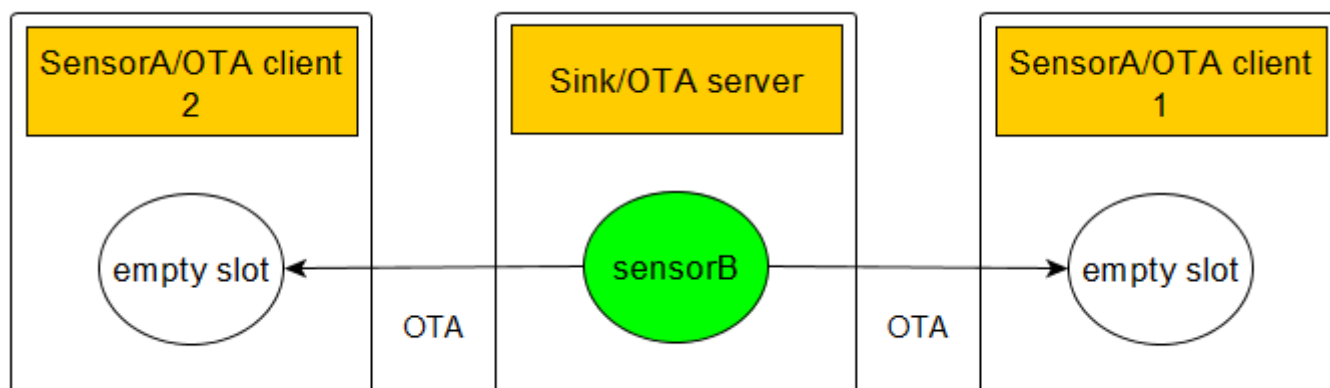 SensorA/OTA client
2
Sink/OTA server
SensorA/OTA client
1
empty slot
sensorB
empty slot
OTA
OTA